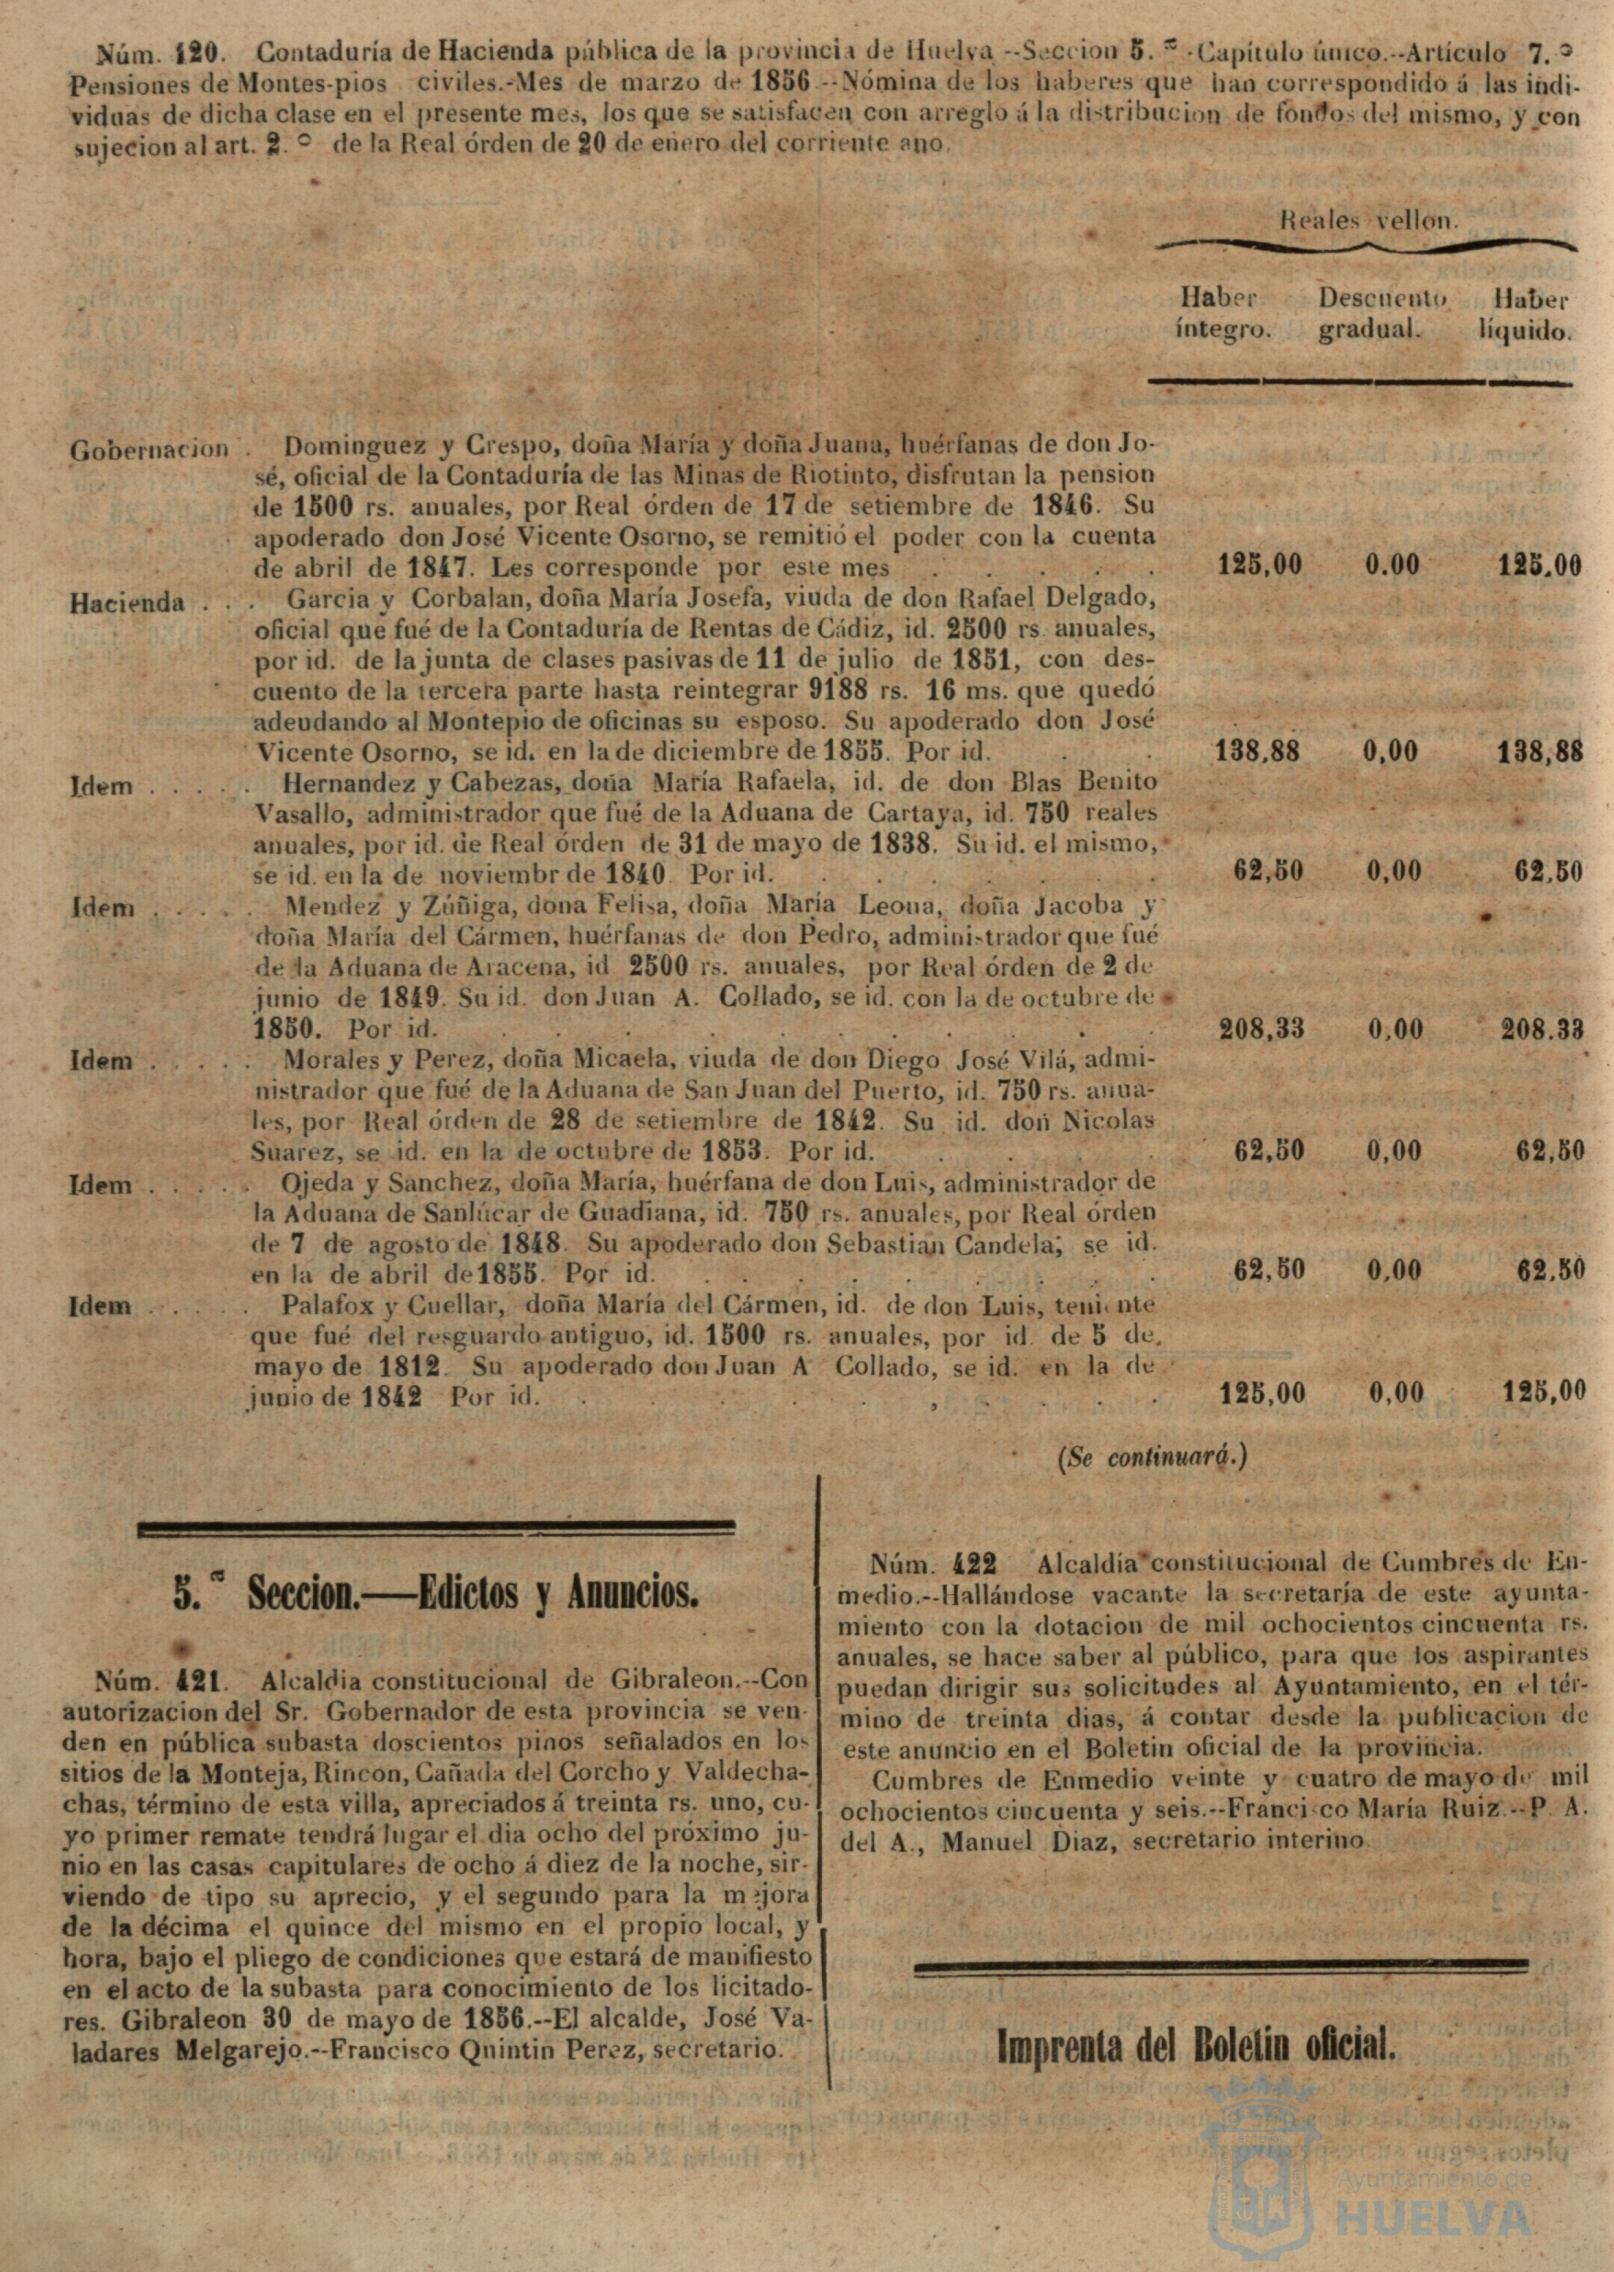 Núm. 420. Contaduría de Hacienda pública de la provincia de Huelva--Seccion 5.ª-Capítulo único.--Artículo 7.º
Pensiones de Montes-pios civiles.-Mes de marzo de 1856--Nómina de los haberes que han correspondido á las indi-
viduas de dicha clase en el presente mes, los que se satisfacen con arreglo á la distribucion de fondos del mismo, y con
sujecion al art. 2.º de la Real órden de 20 de enero del corriente ano.
Reales vellon.
Haber Descuento Haber
íntegro. gradual. líquido.
Gobernacion . Dominguez y Crespo, doña María y doña Juana, huérfanas de don Jo-
sé, oficial de la Contaduría de las Minas de Riotinto, disfrutan la pension
de 1500 rs. anuales, por Real órden de 17 de setiembre de 1846. Su
apoderado don José Vicente Osorno, se remitió el poder con la cuenta
de abril de 1847. Les corresponde por este mes . . . . 125,00 0.00 125.00
Hacienda . . . Garcia y Corbalan, doña María Josefa, viuda de don Rafael Delgado,
oficial que fué de la Contaduría de Rentas de Cádiz, id. 2500 rs. anuales,
por id. de la junta de clases pasivas de 11 de julio de 1851, con des-
cuento de la tercera parte hasta reintegrar 9188 rs. 16 ms. que quedó
adeudando al Montepio de oficinas su esposo. Su apoderado don José
Vicente Osorno, se id. en la de diciembre de 1855. Por id. . . 138,88 0,00 138,88
Idem . . . . . Hernandez y Cabezas, doña María Rafaela, id. de don Blas Benito
Vasallo, administrador que fué de la Aduana de Cartaya, id. 750 reales
anuales, por id. de Real órden de 31 de mayo de 1838. Su id. el mismo,
se id. en la de noviembr de 1840. Por id. . . . . 62,50 0,00 62,50
Idem . . . . . Mendez y Zúñiga, dona Felisa, doña María Leona, doña Jacoba y
doña María del Cármen, huérfanas de don Pedro, administrador que fué
de la Aduana de Aracena, id 2500 rs. anuales, por Real órden de 2 de
junio de 1849. Su id. don Juan A. Collado, se id. con la de octubre de
1850. Por id. . . . . . . . . 208,33 0,00 208.33
Idem . . . . . Morales y Perez, doña Micaela, viuda de don Diego José Vilá, admi-
nistrador que fué de la Aduana de San Juan del Puerto, id. 750 rs. anua-
les, por Real órden de 28 de setiembre de 1842. Su id. don Nicolas
Suarez, se id. en la de octubre de 1853. Por id. . . . 62,50 0,00 62,50
Idem . . . . . Ojeda y Sanchez, doña María, huérfana de don Luis, administrador de
la Aduana de Sanlúcar de Guadiana, id. 750 rs. anuales, por Real órden
de 7 de agosto de 1848. Su apoderado don Sebastian Candela; se id.
en la de abril de 1855. Por id. . . . . . . 62,50 0,00 62,50
Idem . . . . . Palafox y Cuellar, doña María del Cármen, id. de don Luis, teniente
que fué del resguardo antiguo, id. 1500 rs. anuales, por id. de 5 de
mayo de 1812. Su apoderado don Juan A Collado, se id. en la de
junio de 1842 Por id. . . . . . . . 125,00 0,00 125,00
(Se continuará.)
5.ª Seccion.—Edictos y Anuncios.
Núm. 421. Alcaldia constitucional de Gibraleon.--Con
autorizacion del Sr. Gobernador de esta provincia se ven-
den en pública subasta doscientos pinos señalados en los
sitios de la Monteja, Rincon, Cañada del Corcho y Valdecha-
chas, término de esta villa, apreciados á treinta rs. uno, cu-
yo primer remate tendrá lugar el dia ocho del próximo ju-
nio en las casas capitulares de ocho á diez de la noche, sir-
viendo de tipo su aprecio, y el segundo para la mejora
de la décima el quince del mismo en el propio local, y
hora, bajo el pliego de condiciones que estará de manifiesto
en el acto de la subasta para conocimiento de los licitado-
res. Gibraleon 30 de mayo de 1856.--El alcalde, José Va-
ladares Melgarejo.--Francisco Quintin Perez, secretario.
Núm. 422 Alcaldía constitucional de Cumbres de En-
medio.--Hallándose vacante la secretaría de este ayunta-
miento con la dotacion de mil ochocientos cincuenta rs.
anuales, se hace saber al público, para que los aspirantes
puedan dirigir sus solicitudes al Ayuntamiento, en el tér-
mino de treinta dias, á contar desde la publicacion de
este anuncio en el Boletin oficial de la provincia.
Cumbres de Enmedio veinte y cuatro de mayo de mil
ochocientos cincuenta y seis.--Francisco María Ruiz.--P. A.
del A., Manuel Diaz, secretario interino.
Imprenta del Boletin oficial.
Ayuntamiento de
HUELVA